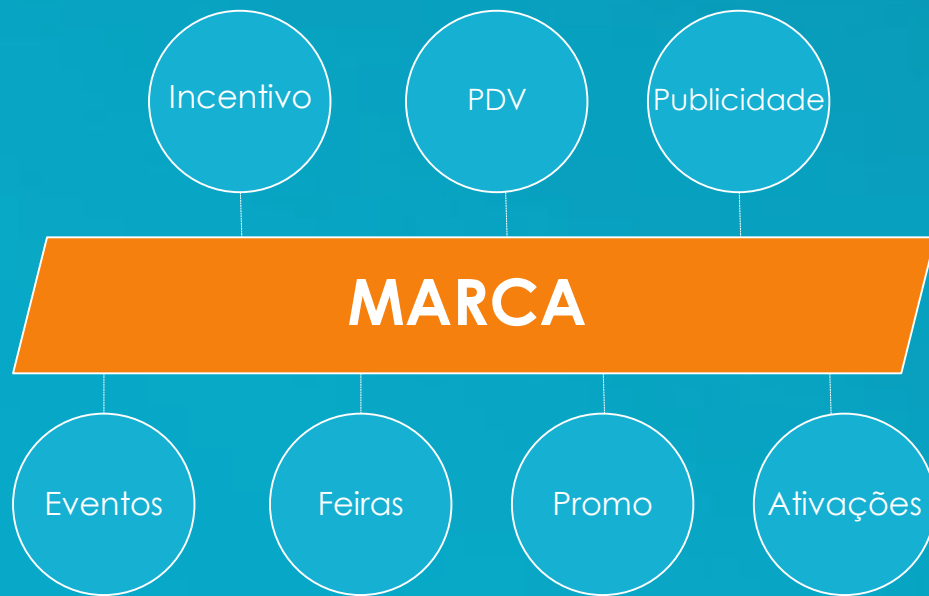 Incentivo
PDV
Publicidade
MARCA
Eventos
Feiras
Promo
Ativações